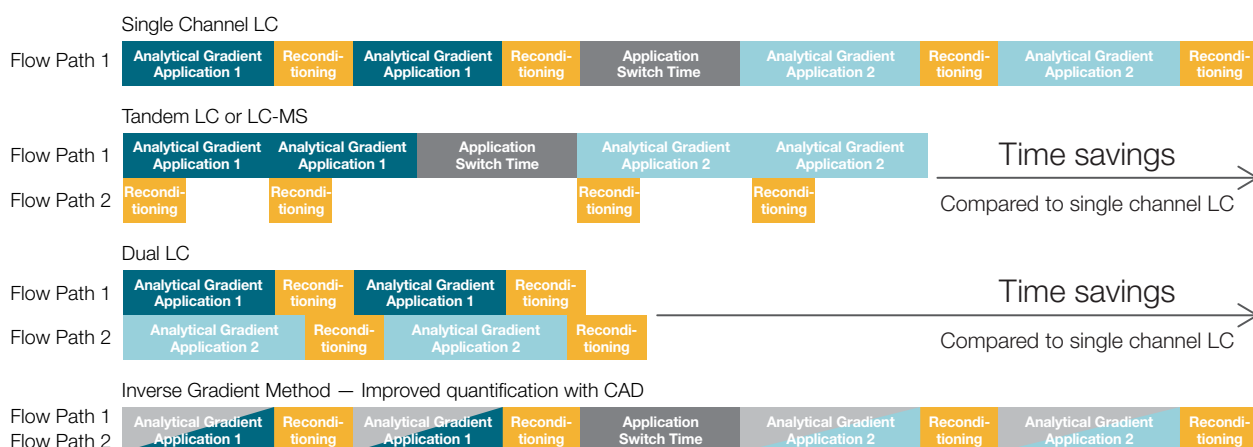 Single Channel LC
Flow Path 1
Analytical Gradient Application 1
Recondi-tioning
Analytical Gradient Application 1
Recondi-tioning
Application Switch Time
Analytical Gradient Application 2
Recondi-tioning
Analytical Gradient Application 2
Recondi-tioning
Tandem LC or LC-MS
Flow Path 1
Analytical Gradient Application 1
Analytical Gradient Application 1
Application Switch Time
Analytical Gradient Application 2
Analytical Gradient Application 2
Flow Path 2
Recondi-tioning
Recondi-tioning
Recondi-tioning
Recondi-tioning
Time savings
Compared to single channel LC
Dual LC
Flow Path 1
Analytical Gradient Application 1
Recondi-tioning
Analytical Gradient Application 1
Recondi-tioning
Flow Path 2
Analytical Gradient Application 2
Recondi-tioning
Analytical Gradient Application 2
Recondi-tioning
Time savings
Compared to single channel LC
Inverse Gradient Method — Improved quantification with CAD
Flow Path 1
Flow Path 2
Analytical Gradient Application 1
Recondi-tioning
Analytical Gradient Application 1
Recondi-tioning
Application Switch Time
Analytical Gradient Application 2
Recondi-tioning
Analytical Gradient Application 2
Recondi-tioning